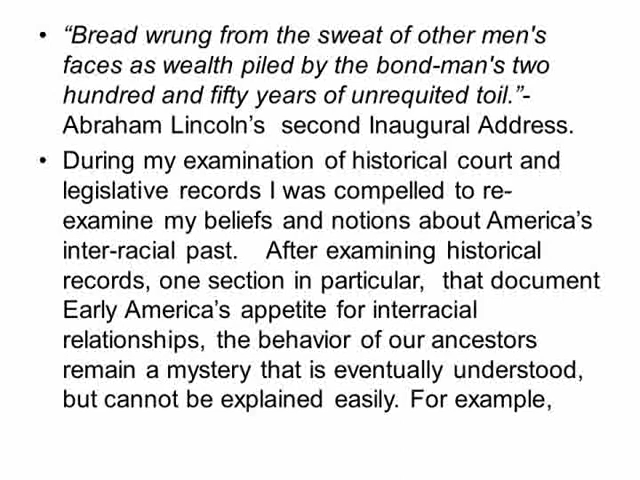 • “Bread wrung from the sweat of other men's
faces as wealth piled by the bond-man's two
hundred and fifty years of unrequited toil.”-
Abraham Lincoln’s second Inaugural Address.
• During my examination of historical court and
legislative records I was compelled to re-
examine my beliefs and notions about America’s
inter-racial past. After examining historical
records, one section in particular, that document
Early America’s appetite for interracial
relationships, the behavior of our ancestors
remain a mystery that is eventually understood,
but cannot be explained easily. For example,